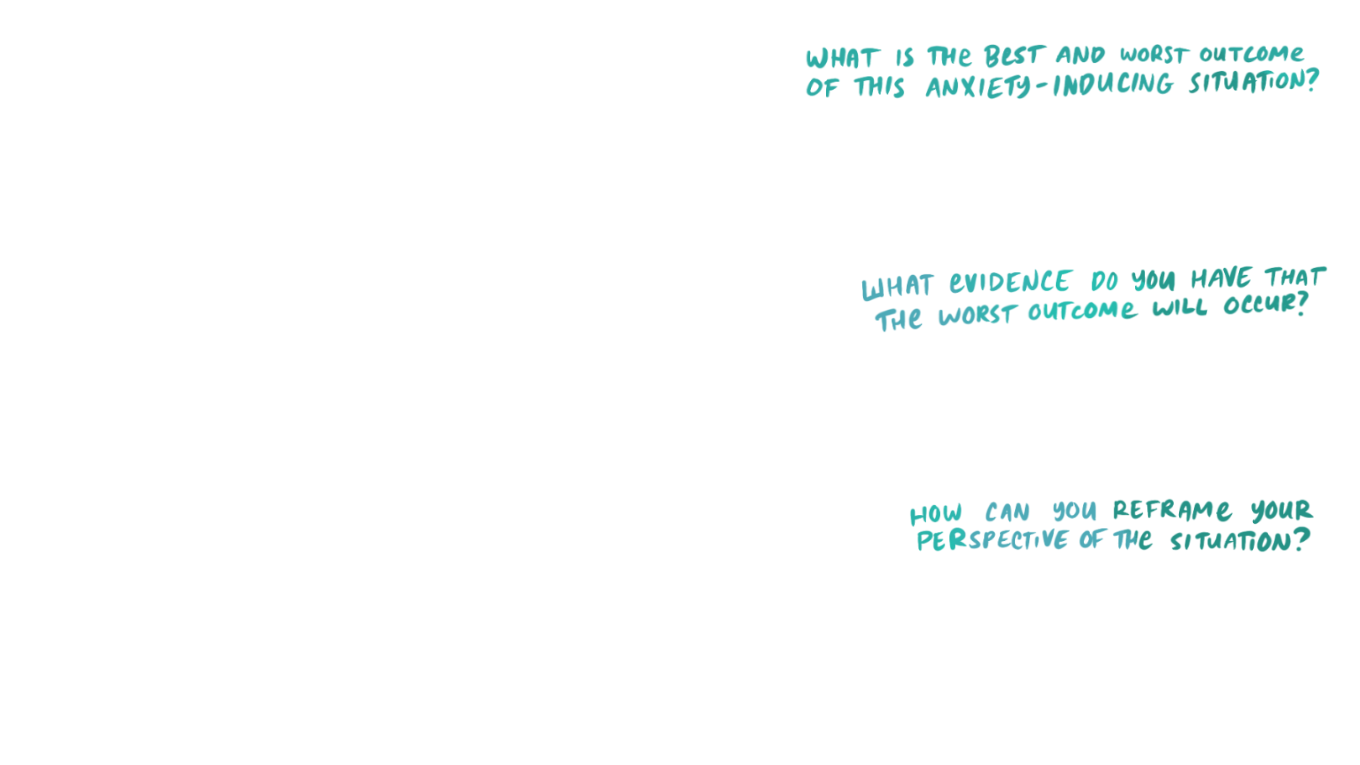 WHAT IS THE BEST AND WORST OUTCOME
OF THIS ANXIETY-INDUCING SITUATION?
WHAT EVIDENCE DO YOU HAVE THAT
THE WORST OUTCOME WILL OCCUR?
HOW CAN YOU REFRAME YOUR
PERSPECTIVE OF THE SITUATION?